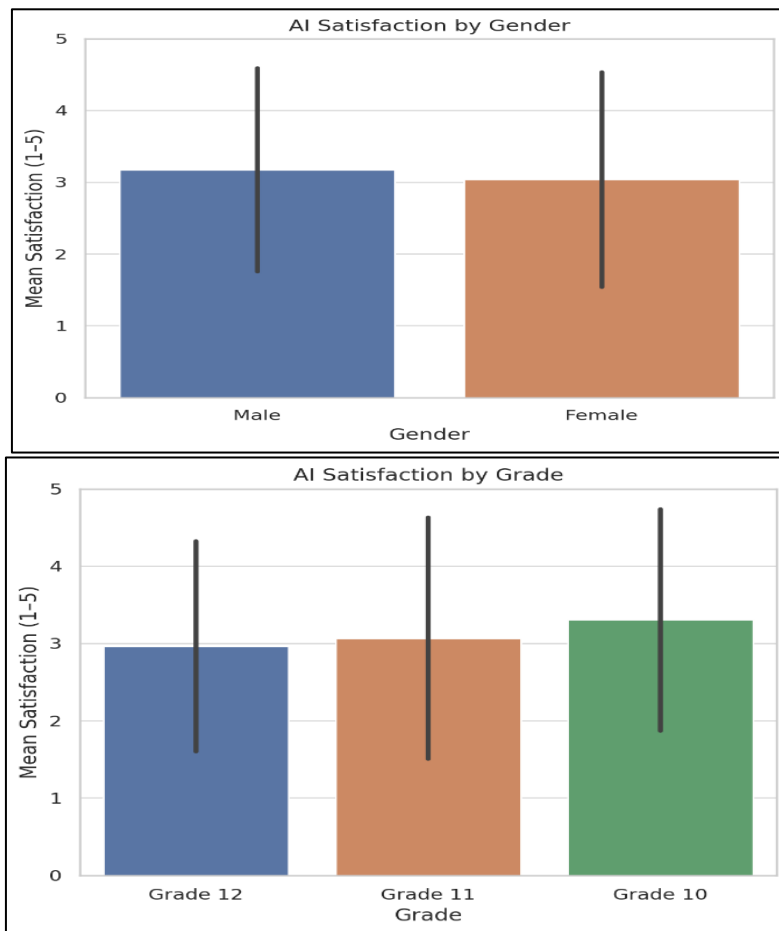 AI Satisfaction by Gender
5
4
3
2
1
0
Mean Satisfaction (1–5)
Male Female
Gender
AI Satisfaction by Grade
5
4
3
2
1
0
Mean Satisfaction (1–5)
Grade 12 Grade 11 Grade 10
Grade